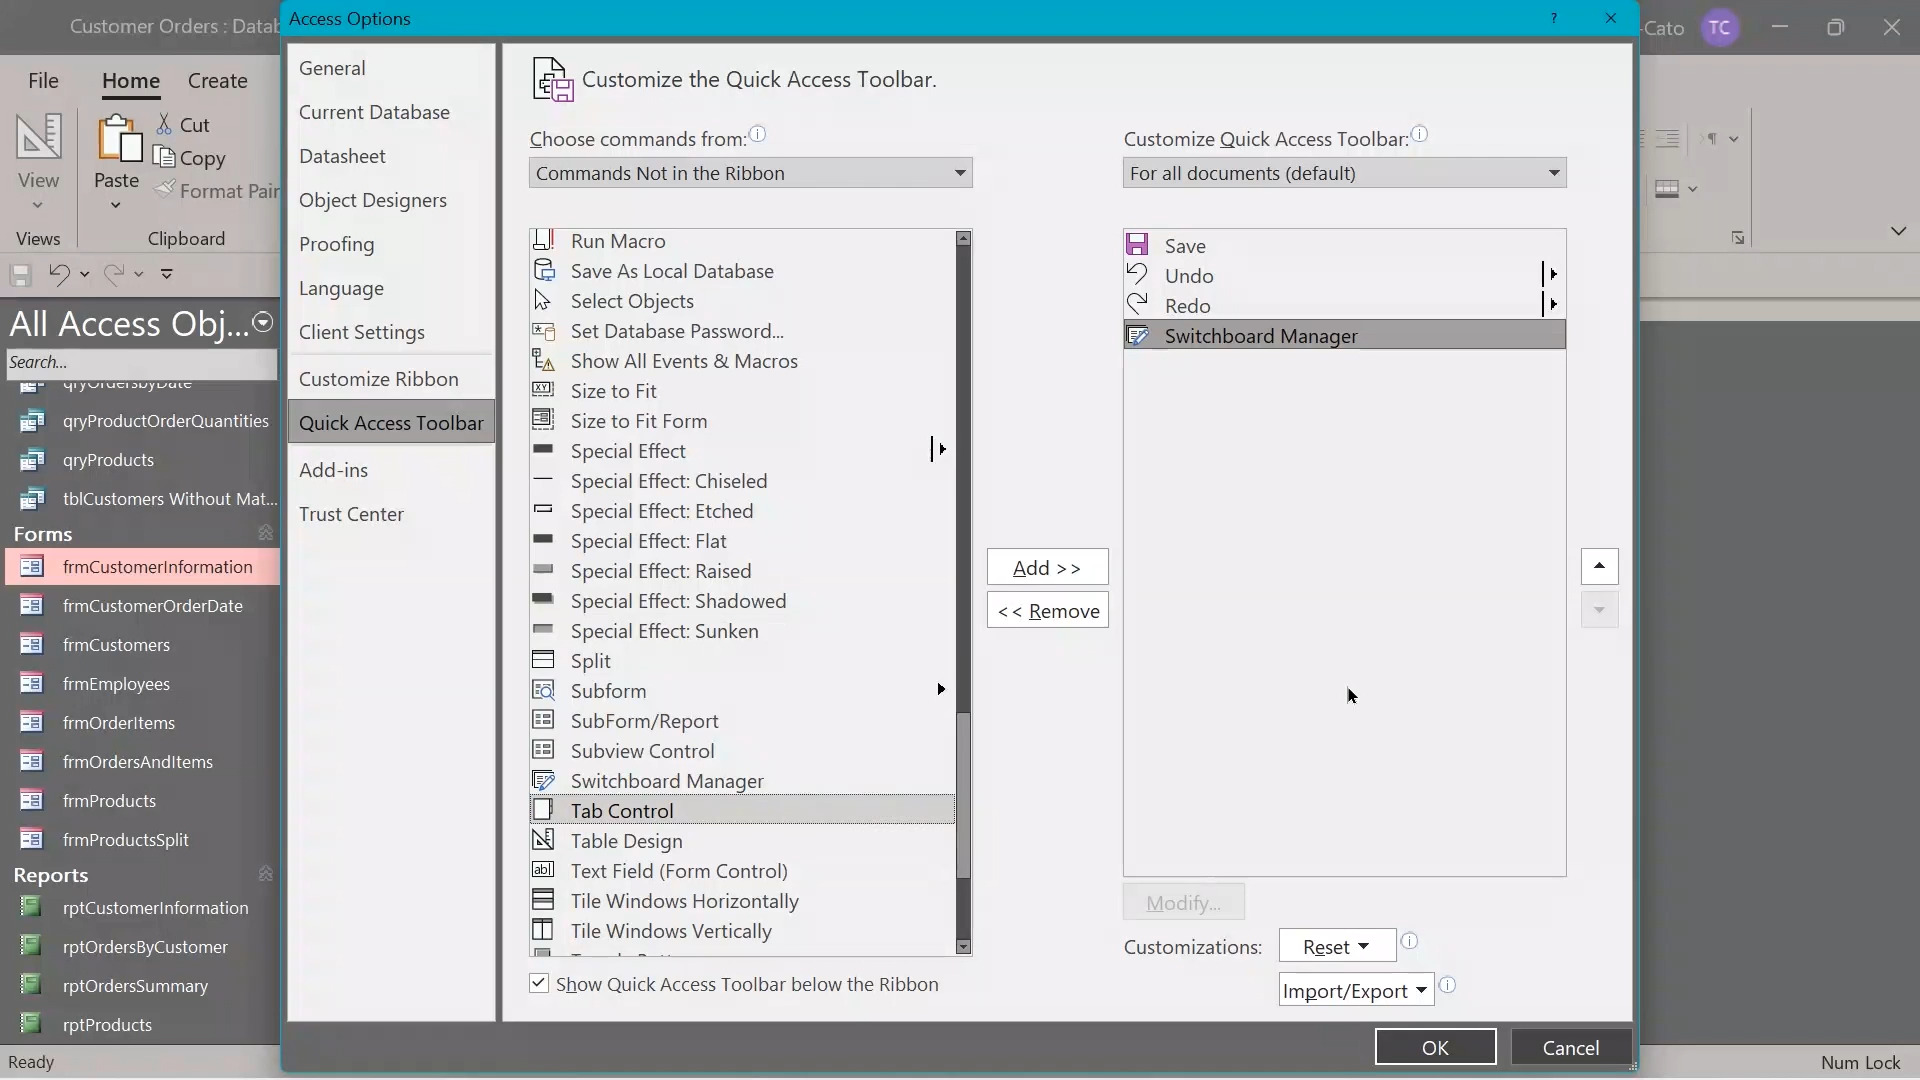 Customer Orders : Datab
Access Options
?
-Cato
TC
File
Home
Create
Cut
Copy
Format Pain
View
Paste
Views
Clipboard
All Access Obj...
Search...
qryOrdersbyDate
qryProductOrderQuantities
qryProducts
tblCustomers Without Mat...
Forms
frmCustomerInformation
frmCustomerOrderDate
frmCustomers
frmEmployees
frmOrderItems
frmOrdersAndItems
frmProducts
frmProductsSplit
Reports
rptCustomerInformation
rptOrdersByCustomer
rptOrdersSummary
rptProducts
Ready
General
Current Database
Datasheet
Object Designers
Proofing
Language
Client Settings
Customize Ribbon
Quick Access Toolbar
Add-ins
Trust Center
Customize the Quick Access Toolbar.
Choose commands from:
Commands Not in the Ribbon
Run Macro
Save As Local Database
Select Objects
Set Database Password...
Show All Events & Macros
Size to Fit
Size to Fit Form
Special Effect
Special Effect: Chiseled
Special Effect: Etched
Special Effect: Flat
Special Effect: Raised
Special Effect: Shadowed
Special Effect: Sunken
Split
Subform
SubForm/Report
Subview Control
Switchboard Manager
Tab Control
Table Design
Text Field (Form Control)
Tile Windows Horizontally
Tile Windows Vertically
Show Quick Access Toolbar below the Ribbon
Add >>
<< Remove
Customize Quick Access Toolbar:
For all documents (default)
Save
Undo
Redo
Switchboard Manager
Modify...
Customizations:
Reset
Import/Export
OK
Cancel
Num Lock